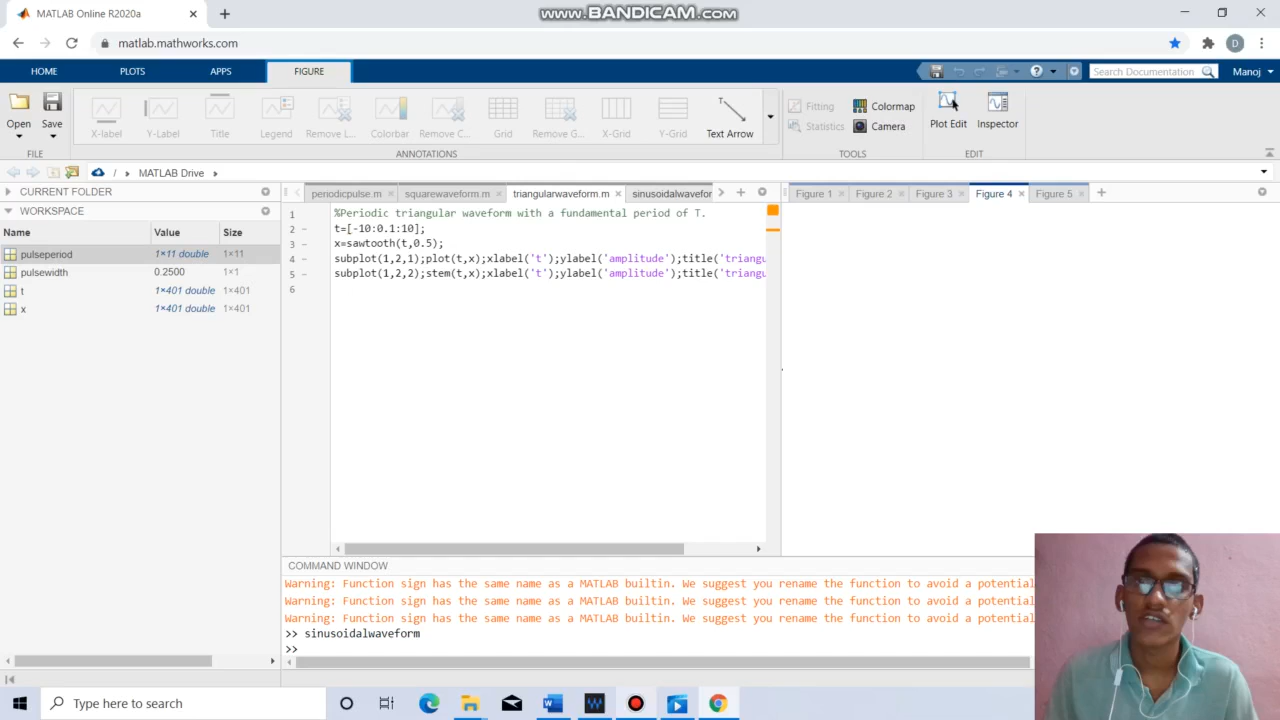 MATLAB Online R2020a
www.BANDICAM.com
matlab.mathworks.com
D
HOME
PLOTS
APPS
FIGURE
Search Documentation
Manoj
Open
Save
X-label
Y-Label
Title
Legend
Remove L...
Colorbar
Remove C...
Grid
Remove G...
X-Grid
Y-Grid
Text Arrow
Fitting
Statistics
Colormap
Camera
Plot Edit
Inspector
FILE
ANNOTATIONS
TOOLS
EDIT
/ MATLAB Drive
CURRENT FOLDER
WORKSPACE
Name Value Size
pulseperiod 1×11 double 1×11
pulsewidth 0.2500 1×1
t 1×401 double 1×401
x 1×401 double 1×401
periodicpulse.m
squarewaveform.m
triangularwaveform.m
sinusoidalwavefor
Figure 1
Figure 2
Figure 3
Figure 4
Figure 5
1 %Periodic triangular waveform with a fundamental period of T.
2 t=[-10:0.1:10];
3 x=sawtooth(t,0.5);
4 subplot(1,2,1);plot(t,x);xlabel('t');ylabel('amplitude');title('triangu
5 subplot(1,2,2);stem(t,x);xlabel('t');ylabel('amplitude');title('triangu
6
COMMAND WINDOW
Warning: Function sign has the same name as a MATLAB builtin. We suggest you rename the function to avoid a potential
Warning: Function sign has the same name as a MATLAB builtin. We suggest you rename the function to avoid a potential
Warning: Function sign has the same name as a MATLAB builtin. We suggest you rename the function to avoid a potential
>> sinusoidalwaveform
>>
Type here to search